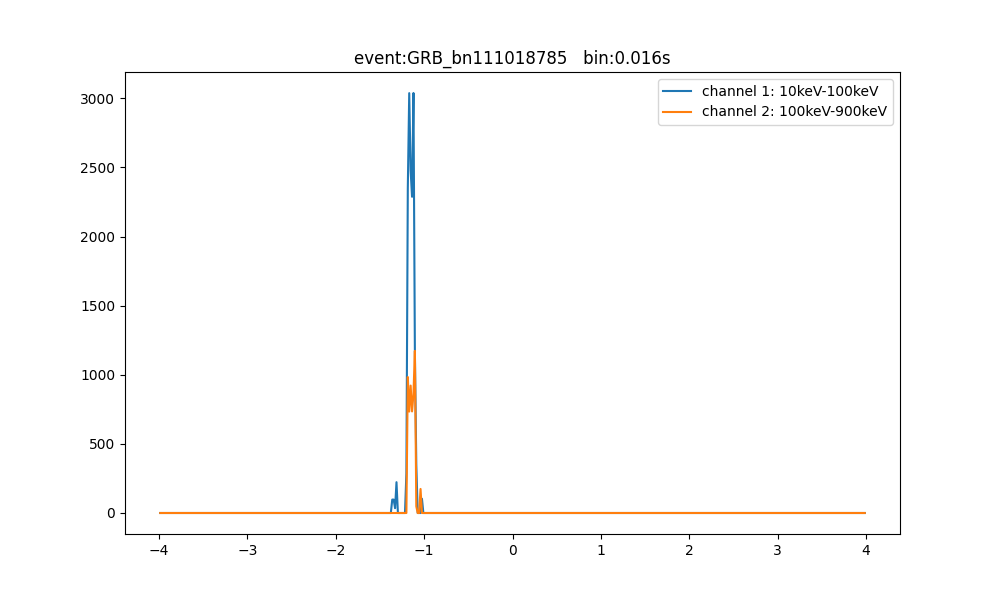 event:GRB_bn111018785   bin:0.016s
channel 1: 10keV-100keV
channel 2: 100keV-900keV
3000
2500
2000
1500
1000
500
0
−4 −3 −2 −1 0 1 2 3 4